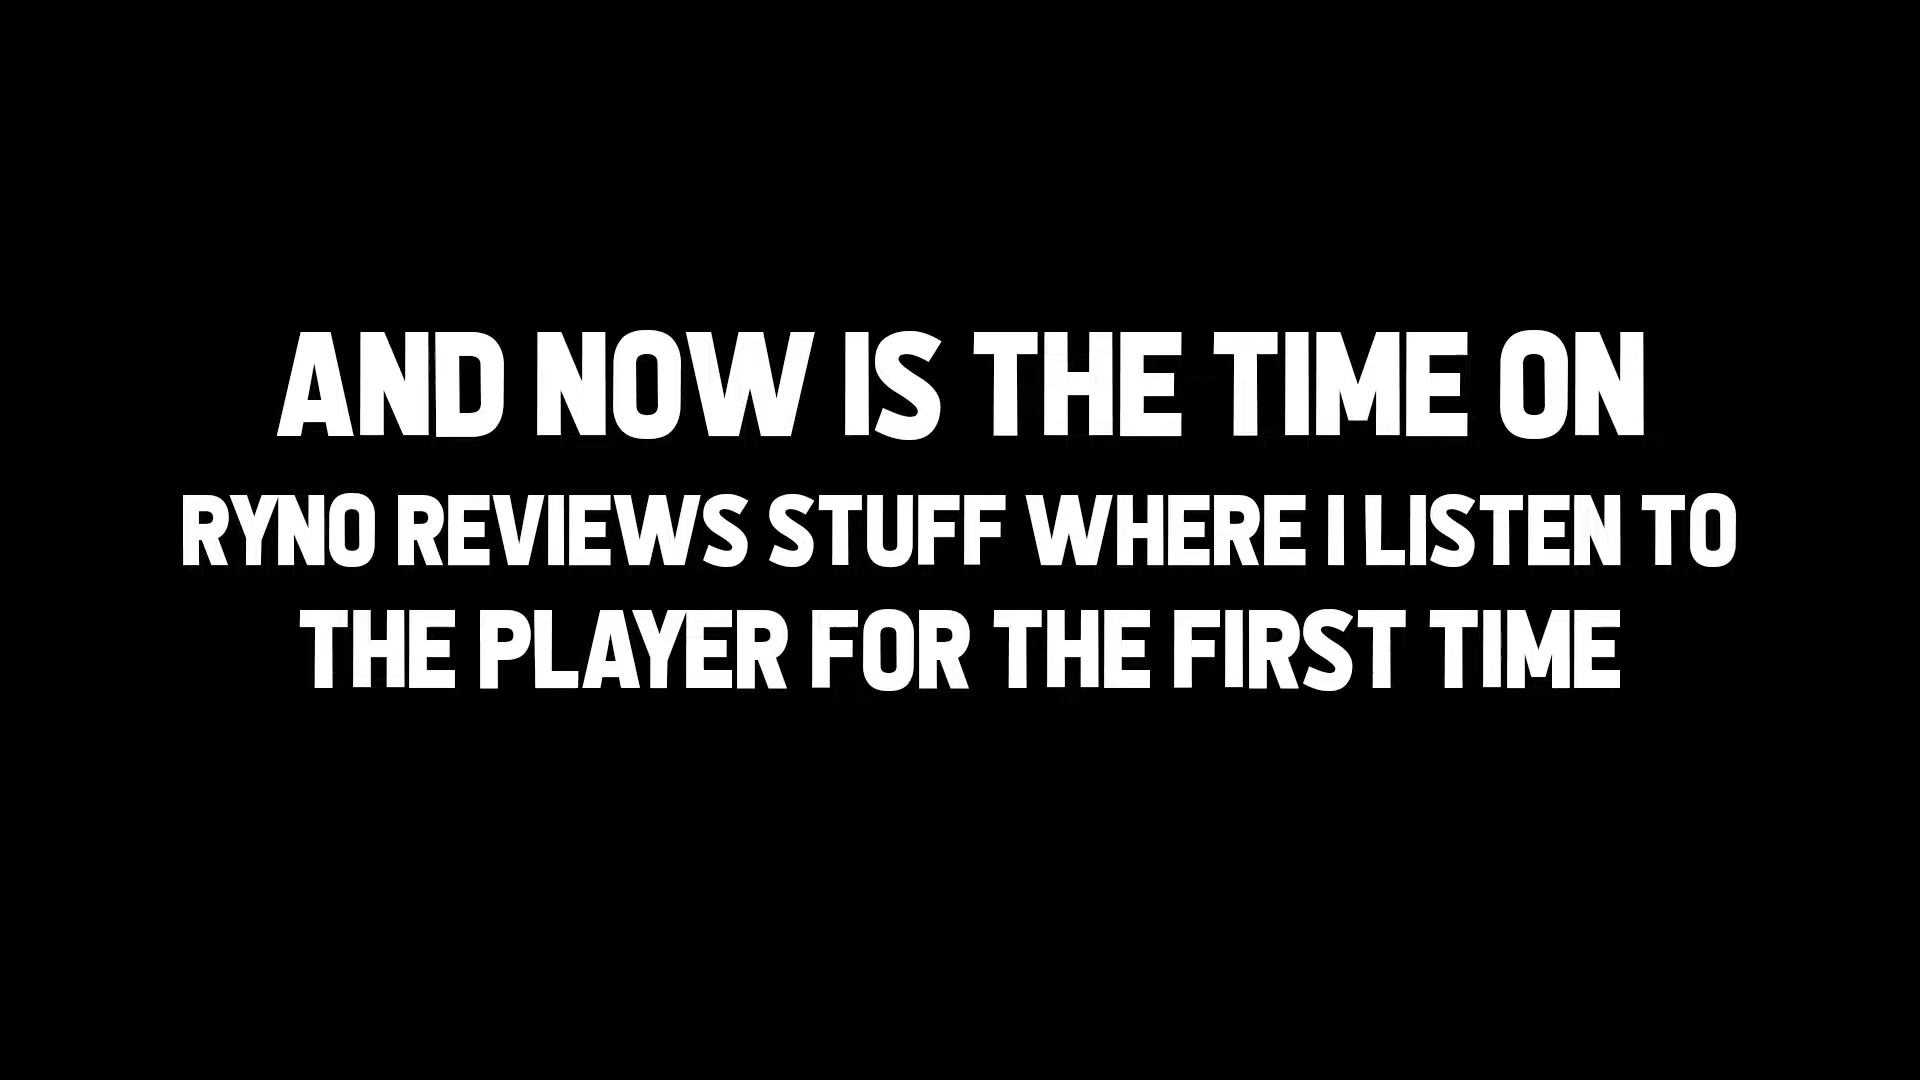 AND NOW IS THE TIME ON
RYNO REVIEWS STUFF WHERE I LISTEN TO
THE PLAYER FOR THE FIRST TIME